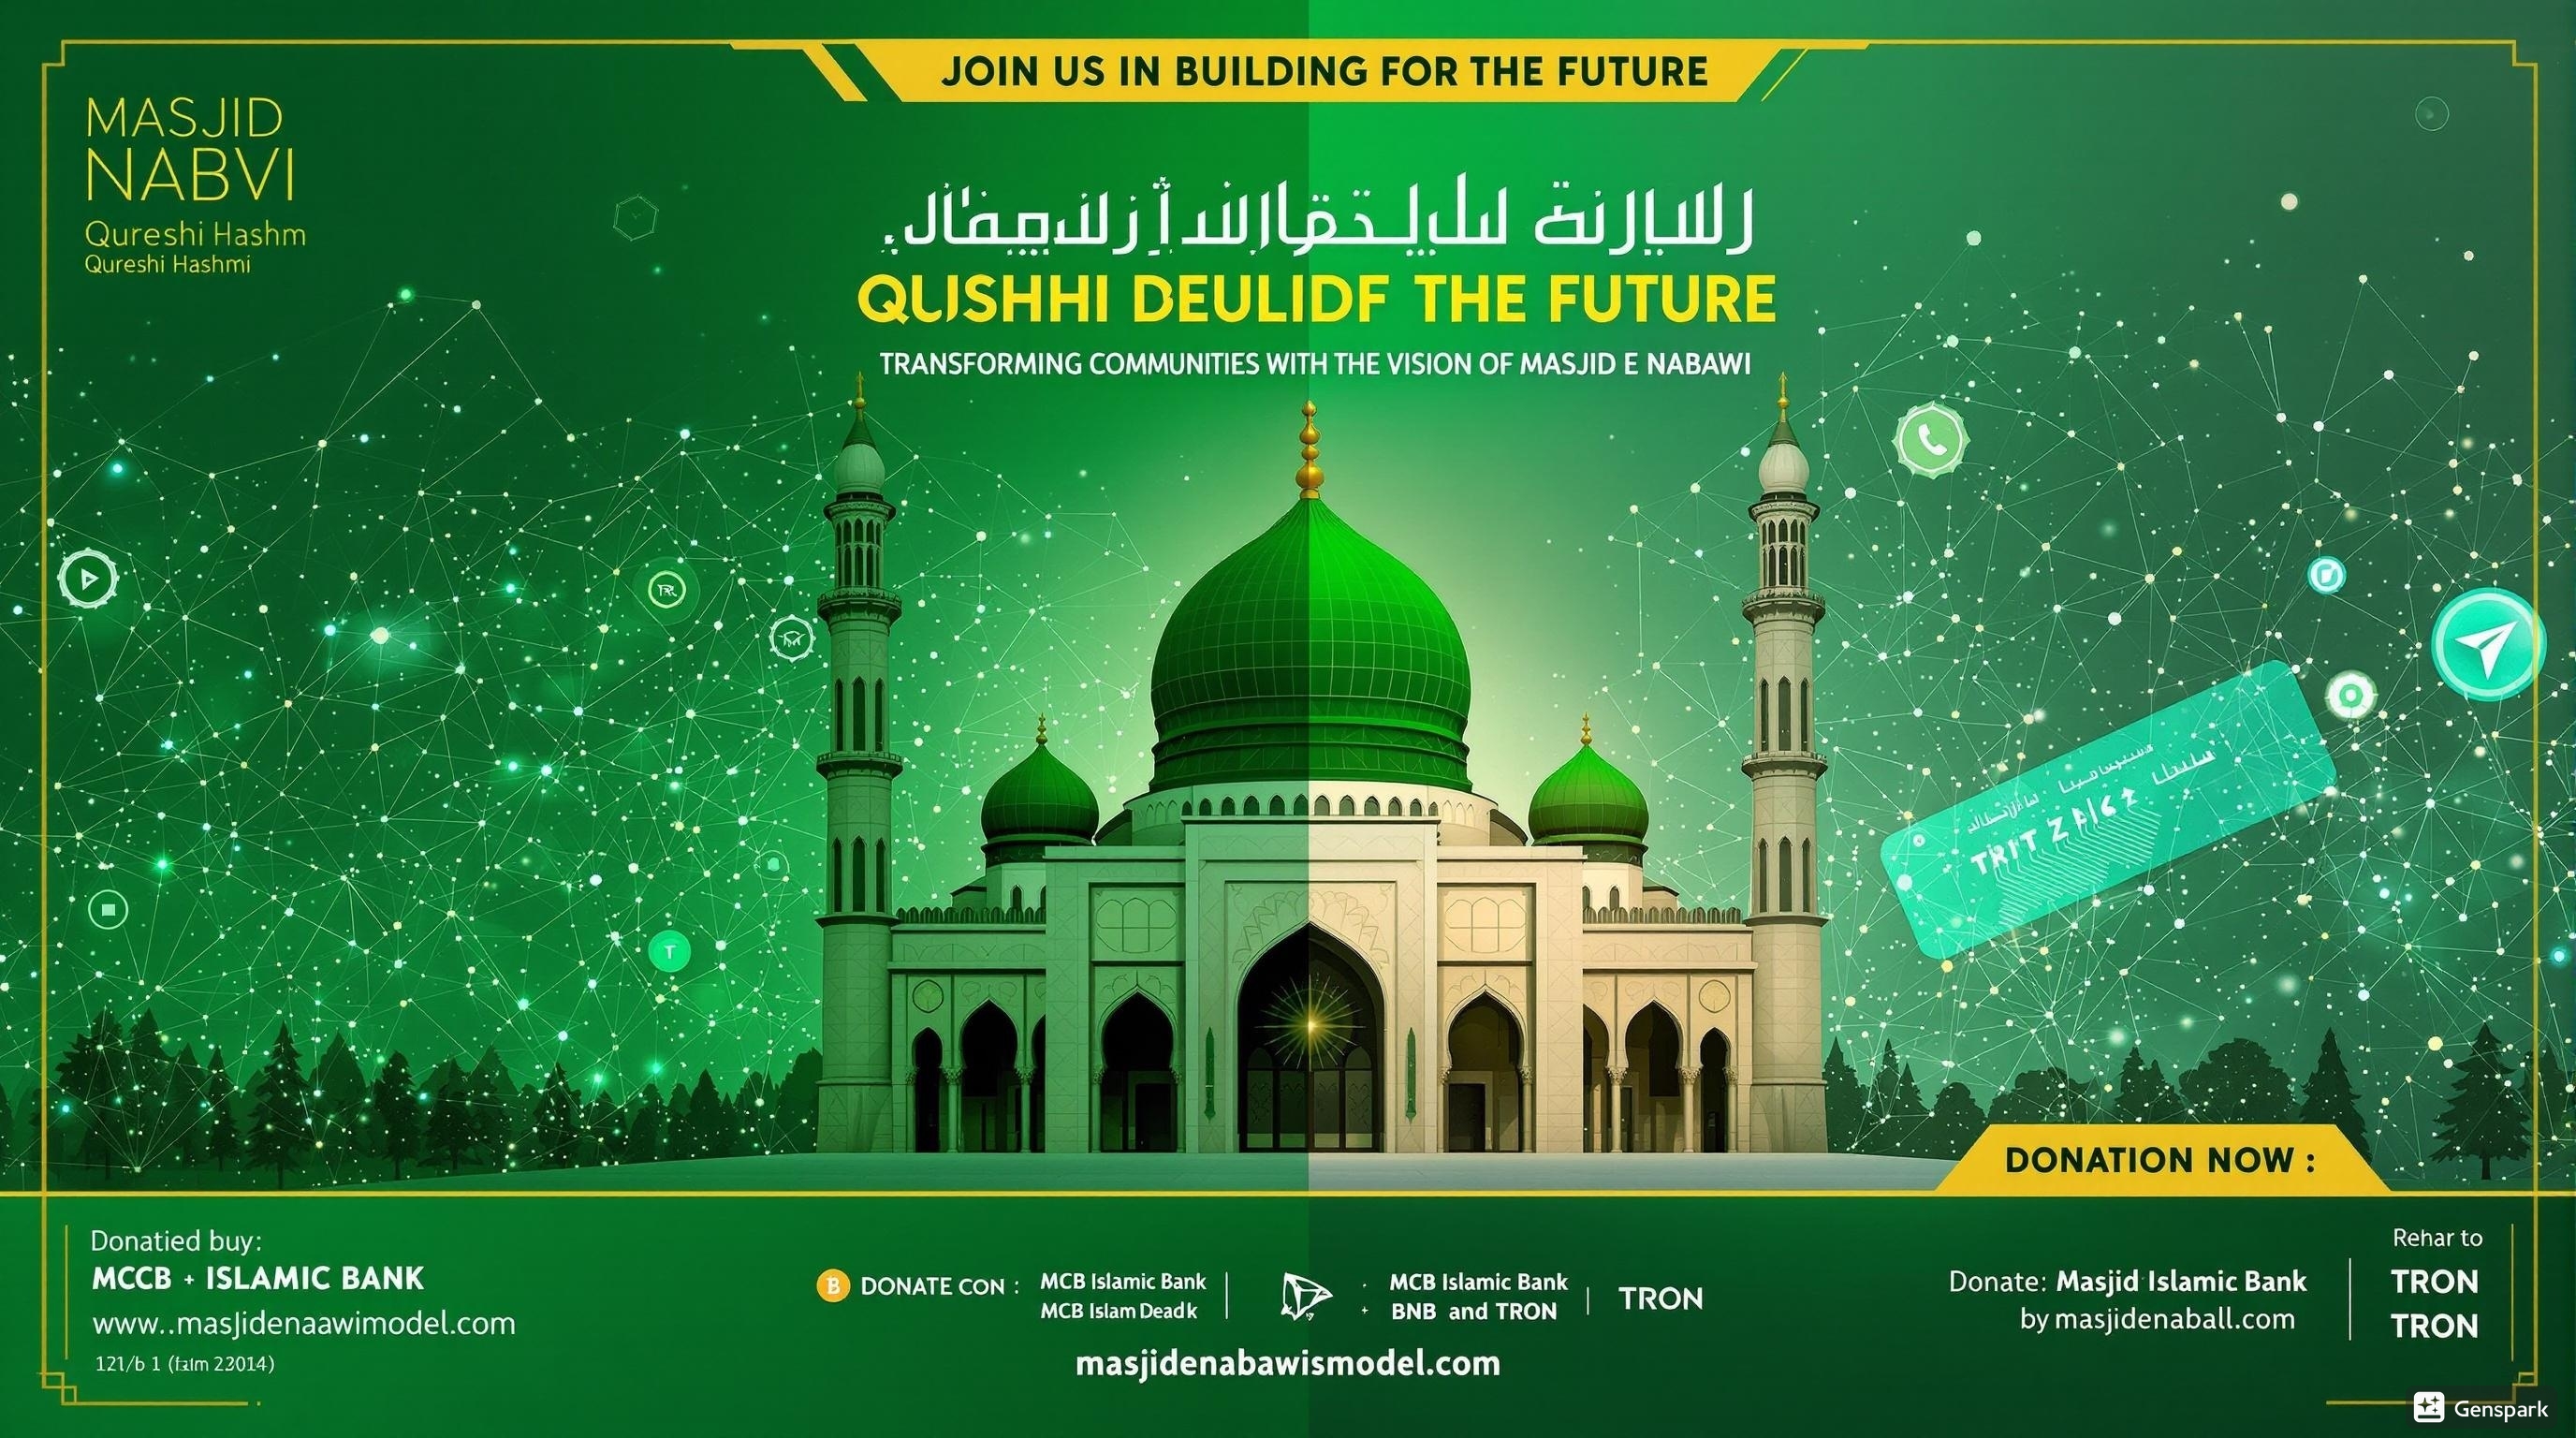 JOIN US IN BUILDING FOR THE FUTURE
MASJID
NABVI
Qureshi Hashm
Qureshi Hashmi
QUSHHI DEULIDF THE FUTURE
TRANSFORMING COMMUNITIES WITH THE VISION OF MASJID E NABAWI
T
DONATION NOW :
Donatied buy:
MCCB + ISLAMIC BANK
www..masjidenaawimodel.com
DONATE CON :
MCB Islamic Bank
MCB Islam Deadk
MCB Islamic Bank
BNB and TRON
TRON
masjidenabawismodel.com
Donate: Masjid Islamic Bank
by masjidenaball.com
Rehar to
TRON
TRON
Genspark